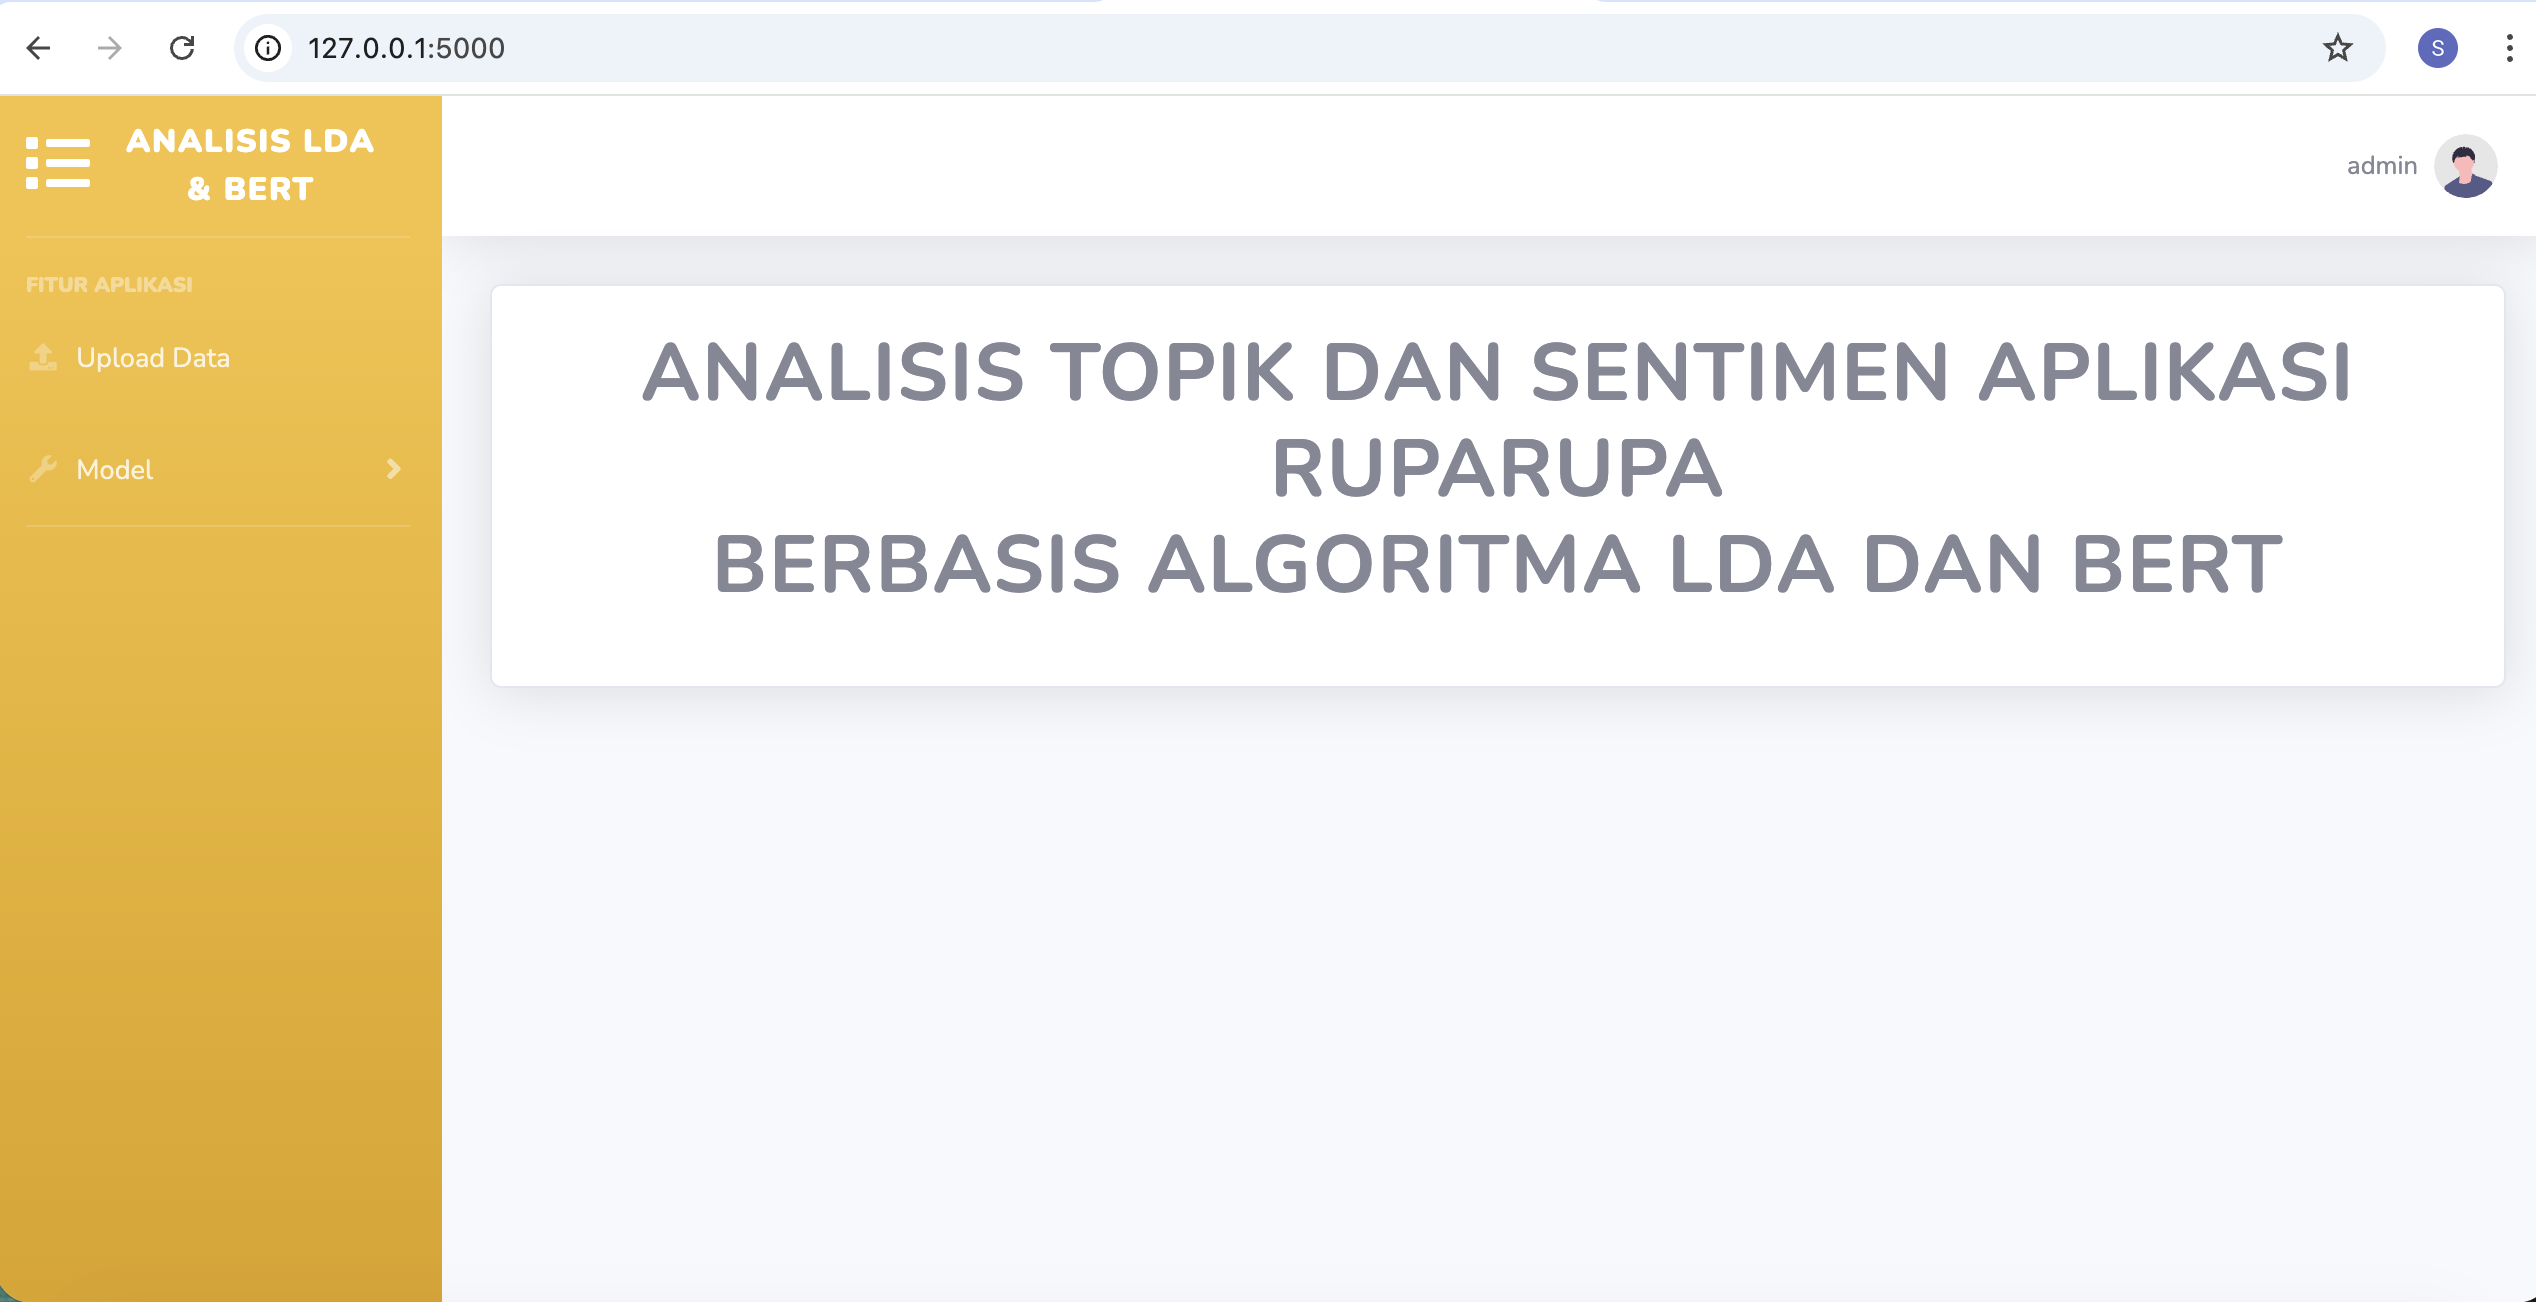 127.0.0.1:5000
S
ANALISIS LDA
& BERT
admin
FITUR APLIKASI
Upload Data
Model
ANALISIS TOPIK DAN SENTIMEN APLIKASI
RUPARUPA
BERBASIS ALGORITMA LDA DAN BERT